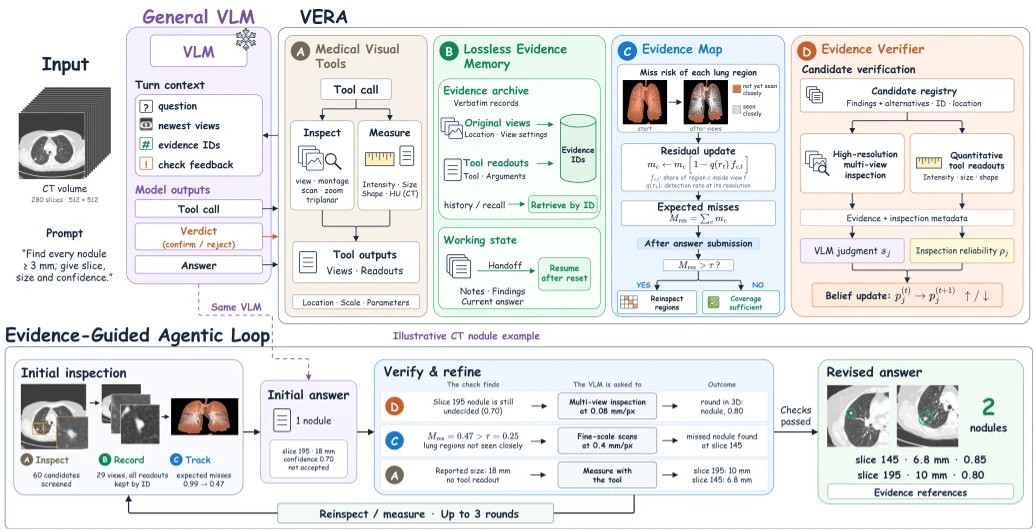 General VLM
VERA
Input
CT volume
280 slices · 512 × 512
Prompt
"Find every nodule
≥ 3 mm; give slice,
size and confidence."
VLM
Turn context
? question
newest views
# evidence IDs
! check feedback
Model outputs
Tool call
Verdict
(confirm / reject)
Answer
Same VLM
A Medical Visual
Tools
Tool call
Inspect
view · montage
scan · zoom
triplanar
Measure
Intensity · Size
Shape · HU (CT)
Tool outputs
Views · Readouts
Location · Scale · Parameters
B Lossless Evidence
Memory
Evidence archive
Verbatim records
Original views
Location · View settings
Tool readouts
Tool · Arguments
Evidence
IDs
history / recall
Retrieve by ID
Working state
Handoff
Resume
after reset
Notes · Findings
Current answer
C Evidence Map
Miss risk of each lung region
not yet seen
closely
seen
closely
start
after views
Residual update
m_c ← m_c [1 − q(r_t) f_{c,t}]
f_{c,t}: share of region c inside view t
q(r_t): detection rate at its resolution
Expected misses
M_res = ∑_c m_c
After answer submission
M_res > τ ?
YES
NO
Reinspect
regions
Coverage
sufficient
D Evidence Verifier
Candidate verification
Candidate registry
Findings + alternatives · ID · location
High-resolution
multi-view
inspection
Quantitative
tool readouts
Intensity · size · shape
Evidence + inspection metadata
VLM judgment s_j
Inspection reliability ρ_j
Belief update: p_j^(t) → p_j^(t+1) ↑ / ↓
Evidence-Guided Agentic Loop
Illustrative CT nodule example
Initial inspection
A Inspect
60 candidates
screened
B Record
29 views, all readouts
kept by ID
C Track
expected misses
0.99 → 0.47
Initial answer
1 nodule
slice 195 · 18 mm
confidence 0.70
not accepted
Verify & refine
The check finds
The VLM is asked to
Outcome
D
Slice 195 nodule is still
undecided (0.70)
Multi-view inspection
at 0.08 mm/px
round in 3D:
nodule, 0.80
C
M_res = 0.47 > τ = 0.25
lung regions not seen closely
Fine-scale scans
at 0.4 mm/px
missed nodule found
at slice 145
A
Reported size: 18 mm
no tool readout
Measure with
the tool
slice 195: 10 mm
slice 145: 6.8 mm
Checks
passed
Revised answer
2
nodules
slice 145 · 6.8 mm · 0.85
slice 195 · 10 mm · 0.80
Evidence references
Reinspect / measure · Up to 3 rounds